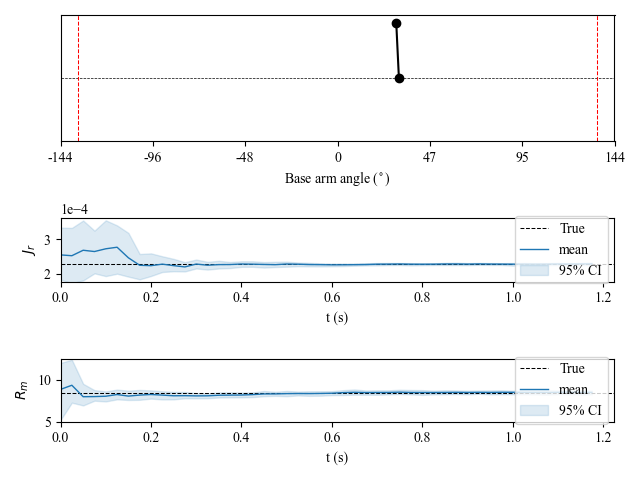 -144 -96 -48 0 47 95 144
Base arm angle (°)
1e−4
3
2
J_r
True
mean
95% CI
0.0 0.2 0.4 0.6 0.8 1.0 1.2
t (s)
10
5
R_m
True
mean
95% CI
0.0 0.2 0.4 0.6 0.8 1.0 1.2
t (s)